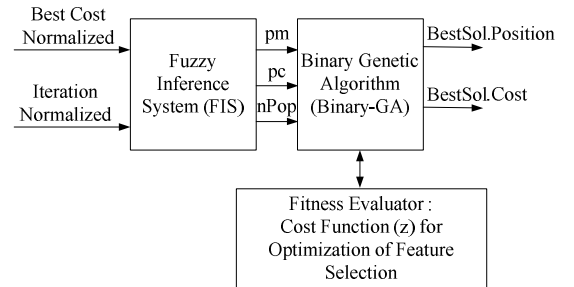 Best Cost
Normalized
Iteration
Normalized
Fuzzy
Inference
System (FIS)
pm
pc
nPop
Binary Genetic
Algorithm
(Binary-GA)
BestSol.Position
BestSol.Cost
Fitness Evaluator :
Cost Function (z) for
Optimization of Feature
Selection